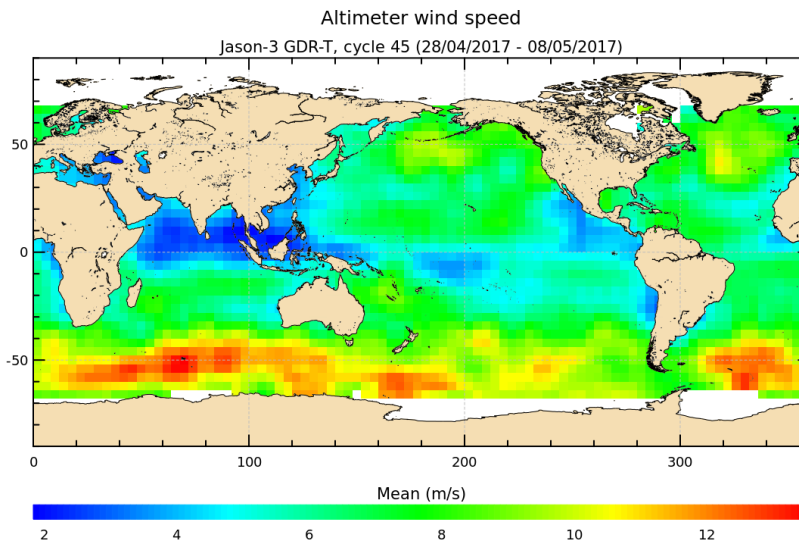 Altimeter wind speed
Jason-3 GDR-T, cycle 45 (28/04/2017 - 08/05/2017)
50
0
-50
0 100 200 300
Mean (m/s)
2 4 6 8 10 12